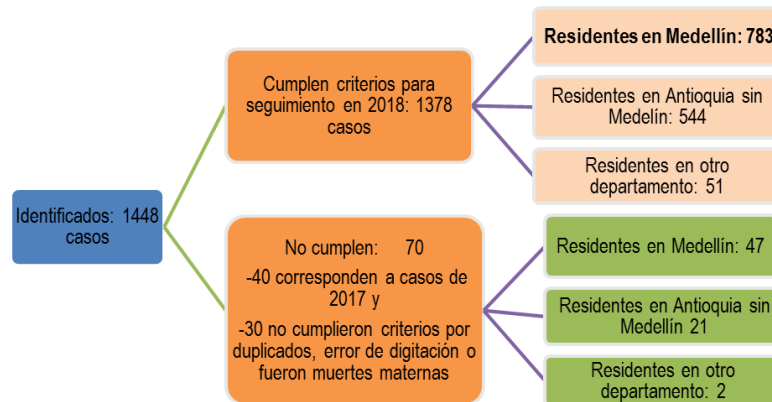 Identificados: 1448
casos
Cumplen criterios para
seguimiento en 2018: 1378
casos
Residentes en Medellín: 783
Residentes en Antioquia sin
Medelín: 544
Residentes en otro
departamento: 51
No cumplen: 70
-40 corresponden a casos de
2017 y
-30 no cumplieron criterios por
duplicados, error de digitación o
fueron muertes maternas
Residentes en Medellín: 47
Residentes en Antioquia sin
Medellín 21
Residentes en otro
departamento: 2